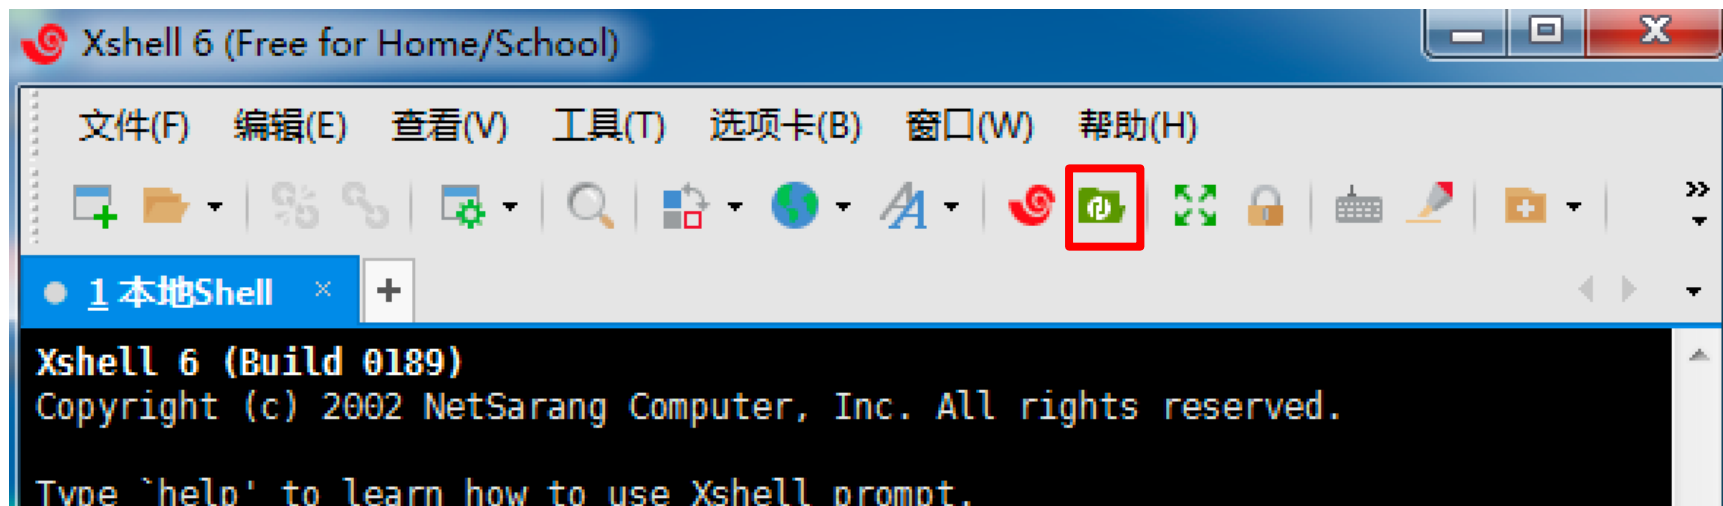 Xshell 6 (Free for Home/School)
文件(F) 编辑(E) 查看(V) 工具(T) 选项卡(B) 窗口(W) 帮助(H)
1 本地Shell × +
Xshell 6 (Build 0189)
Copyright (c) 2002 NetSarang Computer, Inc. All rights reserved.
Type `help' to learn how to use Xshell prompt.